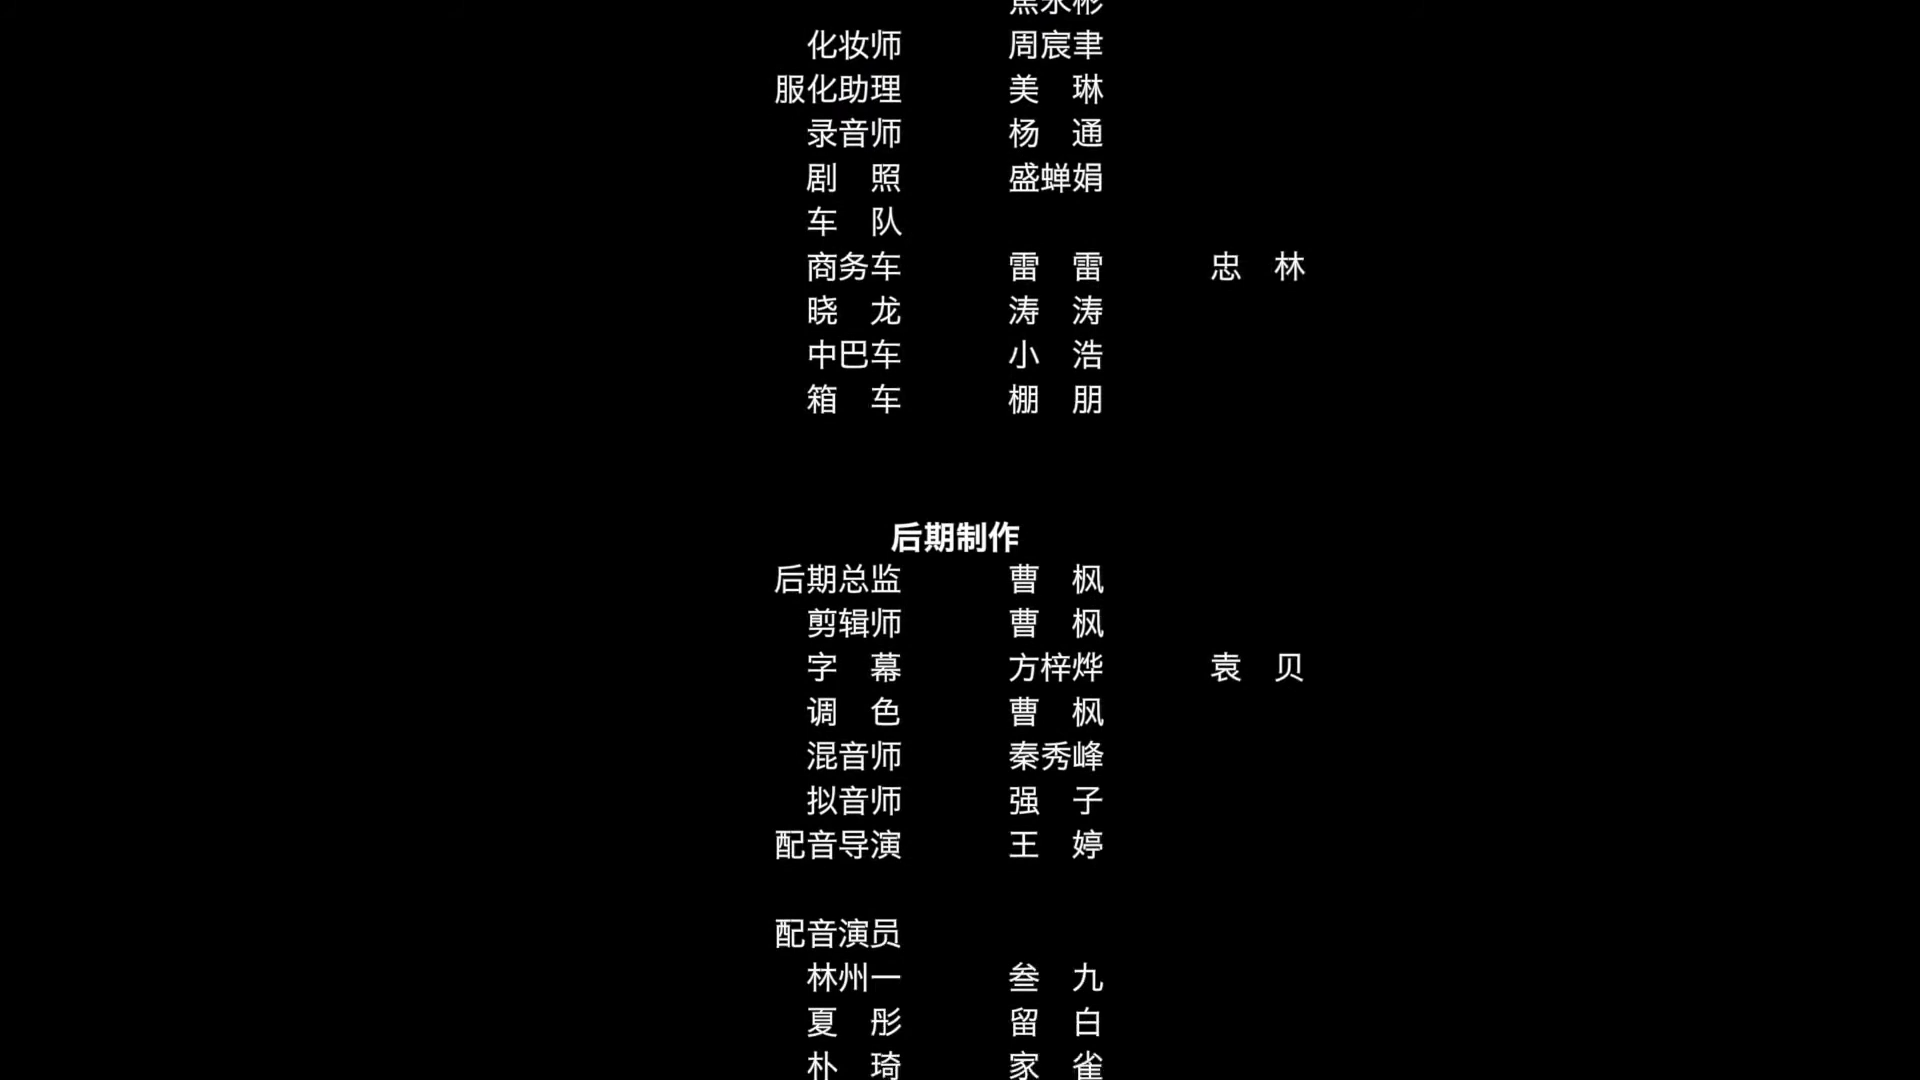 焦永彬
化妆师 周宸聿
服化助理 美 琳
录音师 杨 通
剧 照 盛蝉娟
车 队
商务车 雷 雷 忠 林
晓 龙 涛 涛
中巴车 小 浩
箱 车 棚 朋
后期制作
后期总监 曹 枫
剪辑师 曹 枫
字 幕 方梓烨 袁 贝
调 色 曹 枫
混音师 秦秀峰
拟音师 强 子
配音导演 王 婷
配音演员
林州一 叁 九
夏 彤 留 白
朴 琦 家 雀